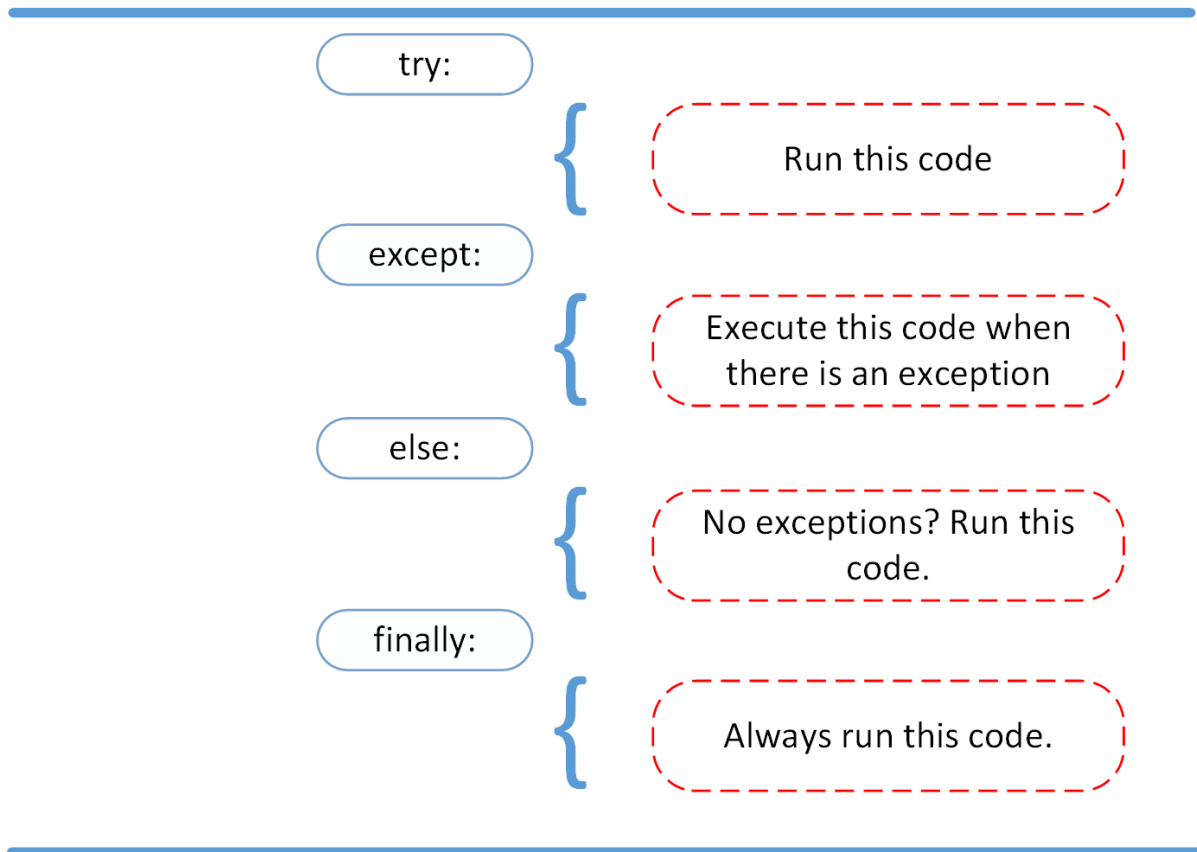 try:
Run this code
except:
Execute this code when
there is an exception
else:
No exceptions? Run this
code.
finally:
Always run this code.